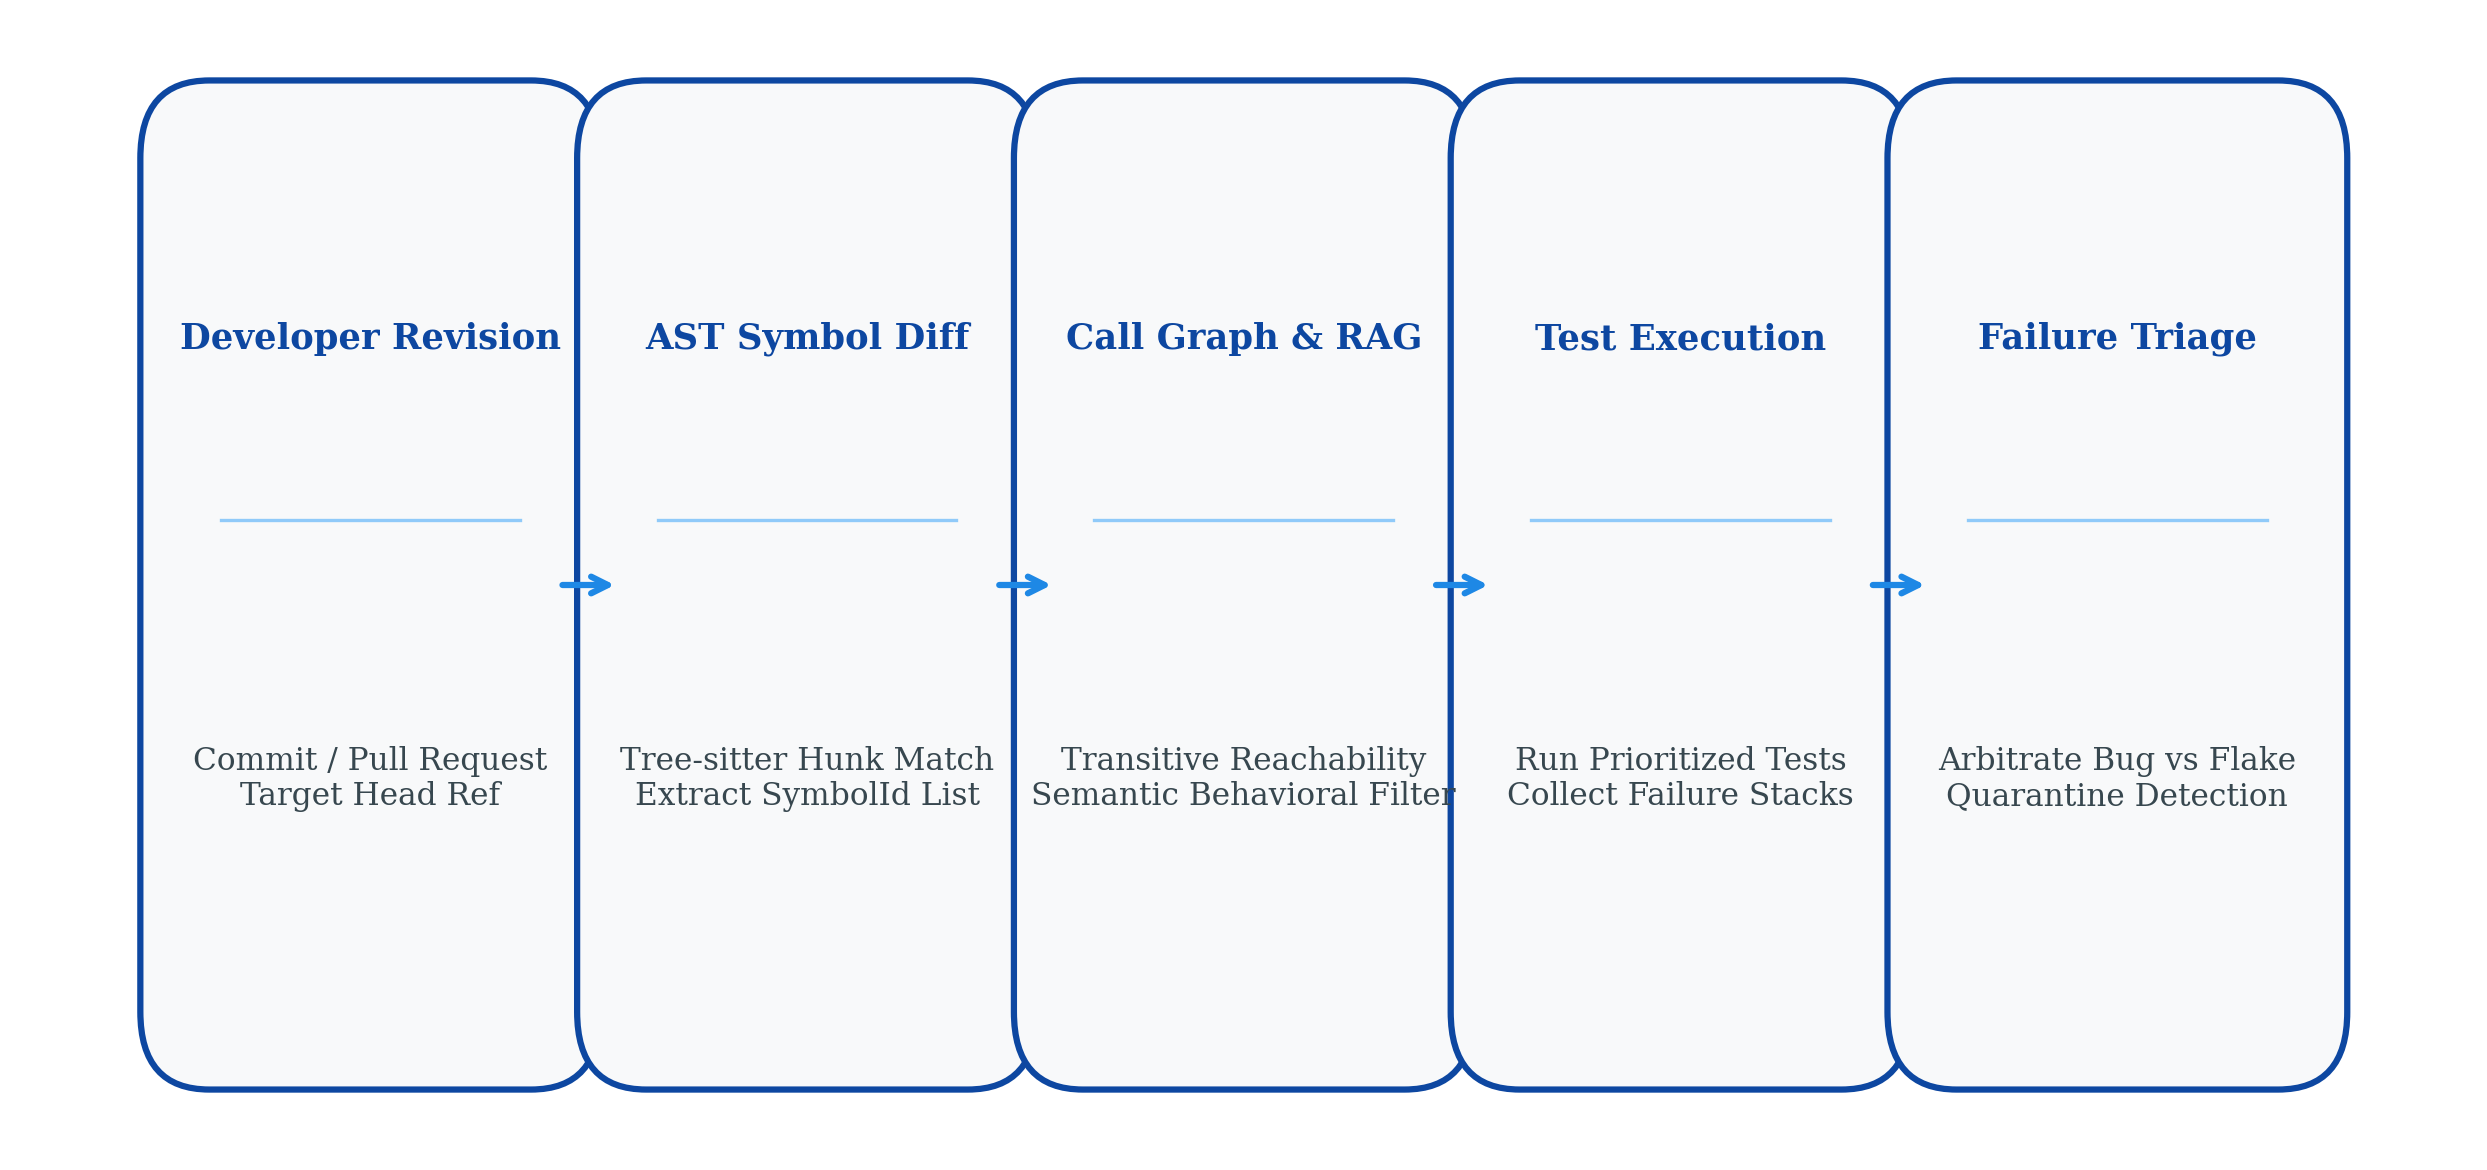 Developer Revision
Commit / Pull Request
Target Head Ref
AST Symbol Diff
Tree-sitter Hunk Match
Extract SymbolId List
Call Graph & RAG
Transitive Reachability
Semantic Behavioral Filter
Test Execution
Run Prioritized Tests
Collect Failure Stacks
Failure Triage
Arbitrate Bug vs Flake
Quarantine Detection